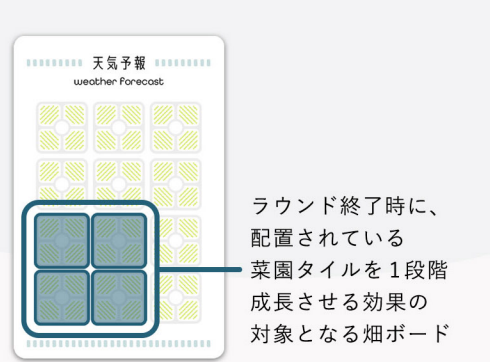 天気予報
weather forecast
ラウンド終了時に、
配置されている
菜園タイルを1段階
成長させる効果の
対象となる畑ボード